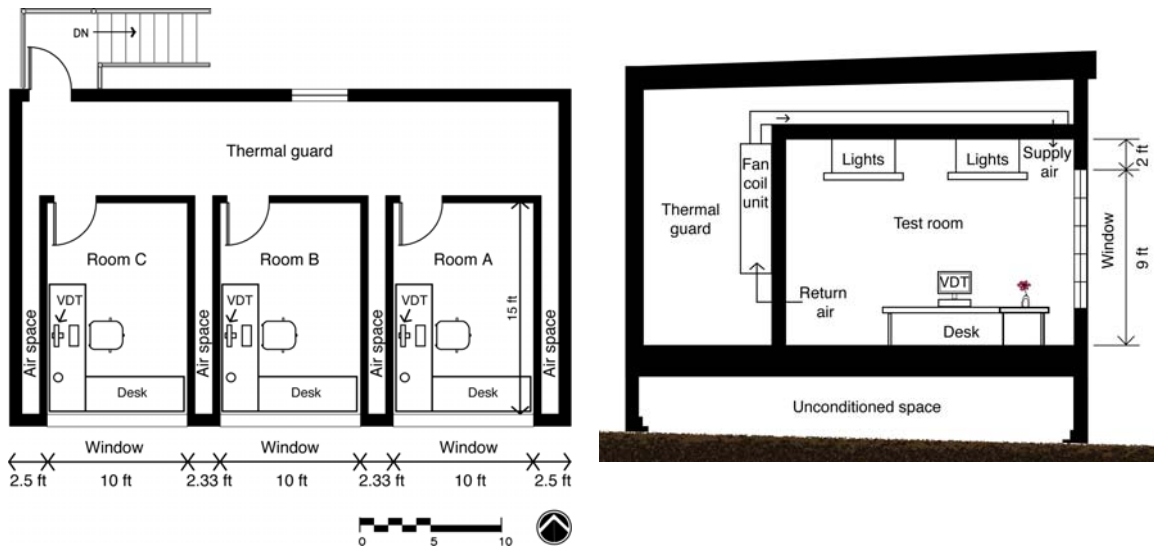 DN
Thermal guard
Room C
Room B
Room A
VDT
VDT
VDT
15 ft
Air space
Air space
Air space
Air space
Desk
Desk
Desk
Window
Window
Window
2.5 ft
10 ft
2.33 ft
10 ft
2.33 ft
10 ft
2.5 ft
0
5
10
Fan
coil
unit
Lights
Lights
Supply
air
2 ft
Thermal
guard
Test room
Window
9 ft
VDT
Return
air
Desk
Unconditioned space